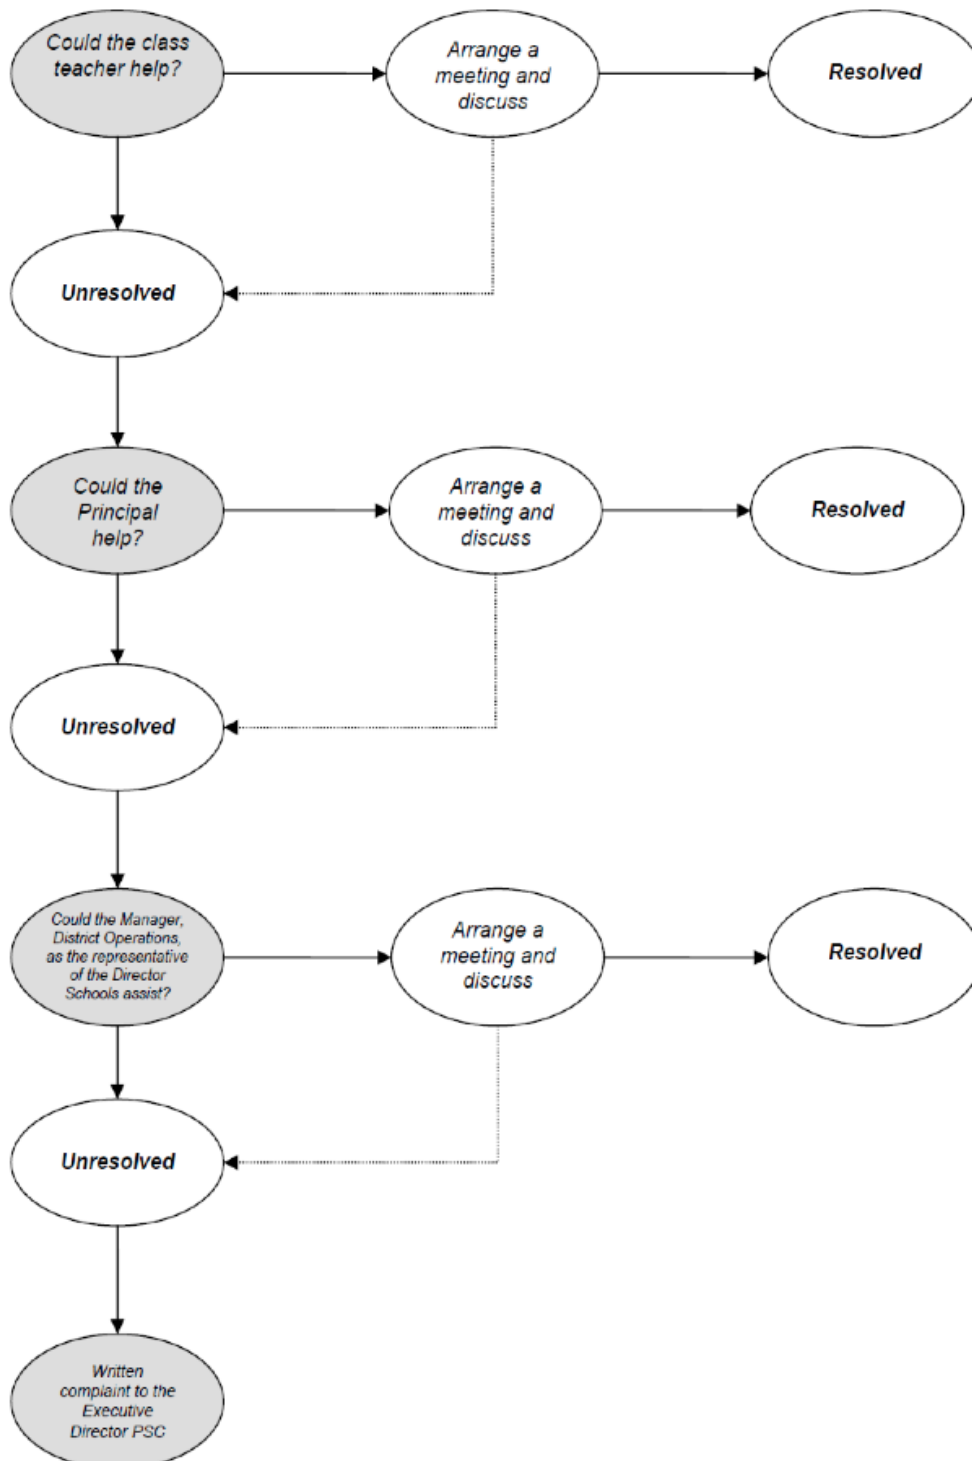 Could the class
teacher help?
Arrange a
meeting and
discuss
Resolved
Unresolved
Could the
Principal
help?
Arrange a
meeting and
discuss
Resolved
Unresolved
Could the Manager,
District Operations,
as the representative
of the Director
Schools assist?
Arrange a
meeting and
discuss
Resolved
Unresolved
Written
complaint to the
Executive
Director PSC